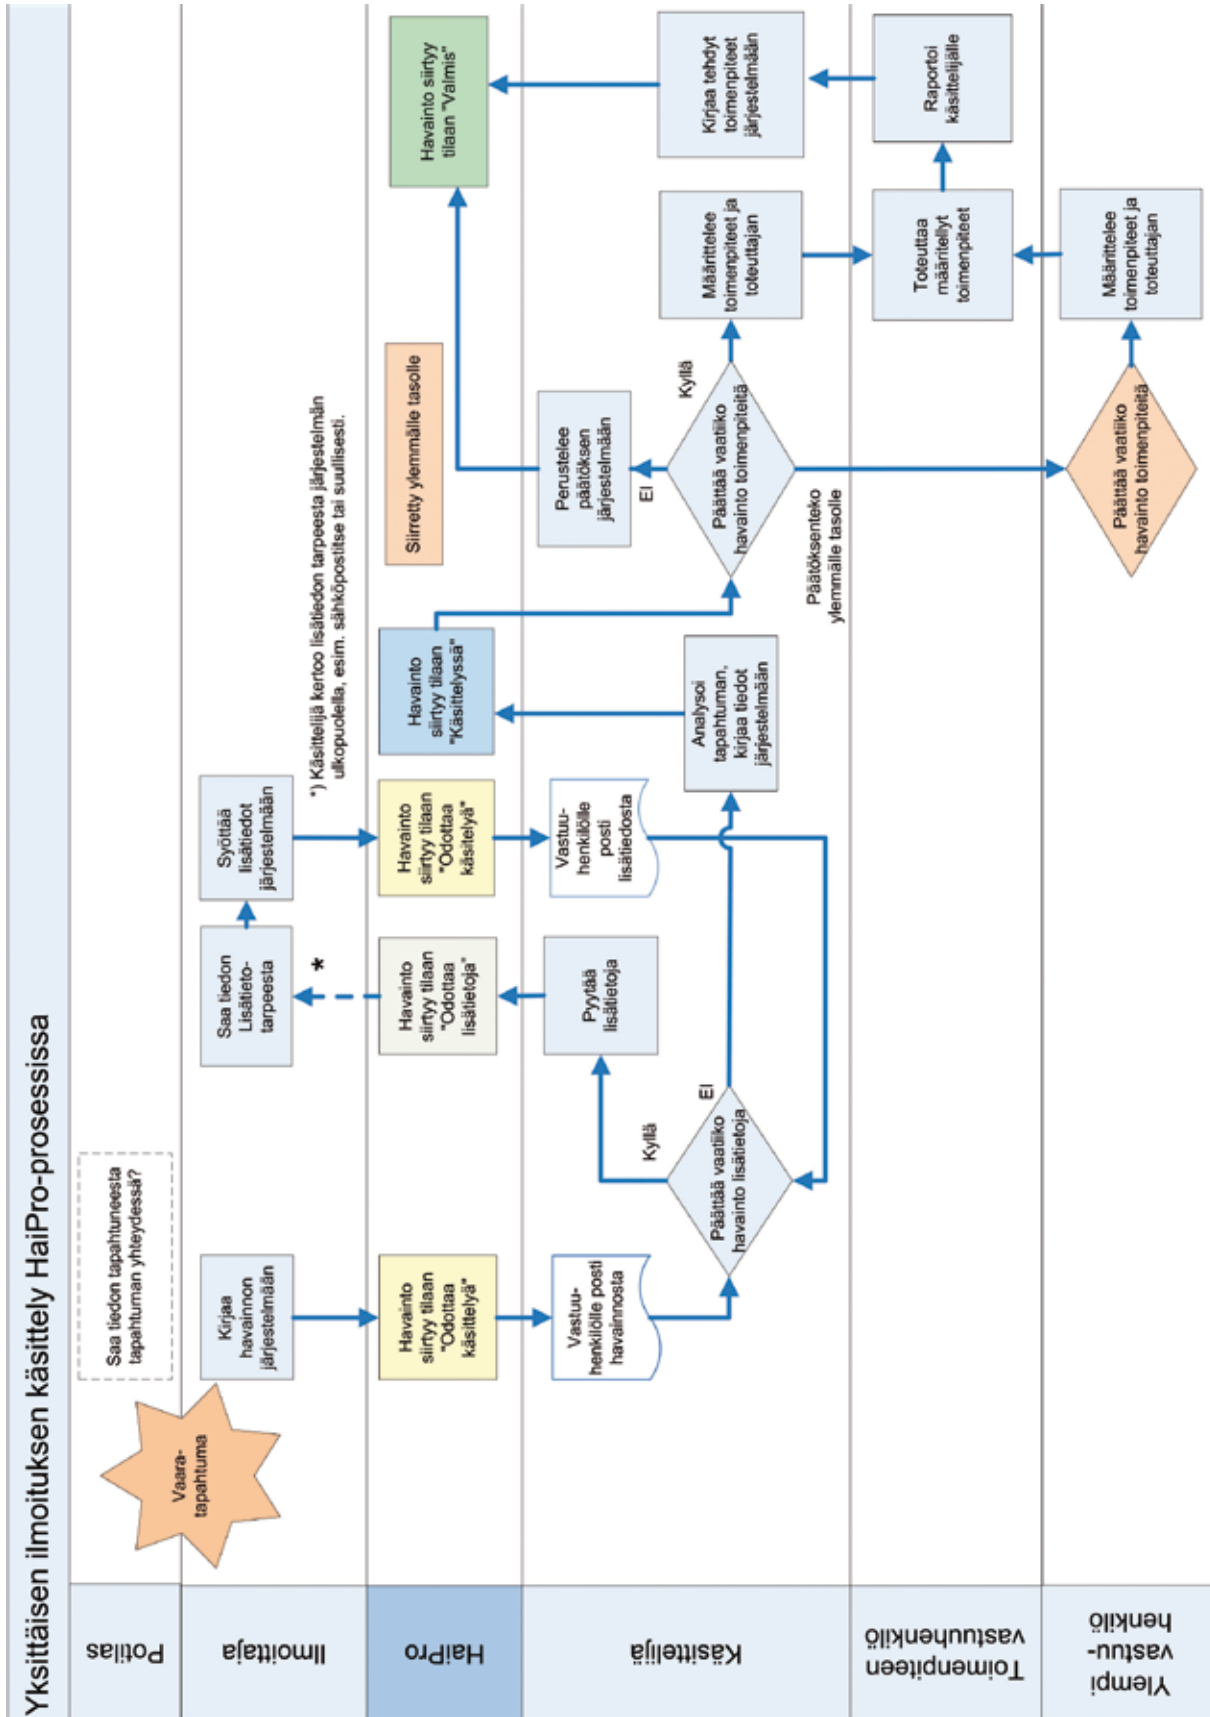 Yksittäisen ilmoituksen käsittely HaiPro-prosessissa
Potilas
Vaara-
tapahtuma
Saa tiedon tapahtuneesta
tapahtuman yhteydessä?
Ilmoittaja
Kirjaa
havainnon
järjestelmään
Saa tiedon
Lisätieto-
tarpeesta
*
Syöttää
lisätiedot
järjestelmään
*) Käsittelijä kertoo lisätiedon tarpeesta järjestelmän
ulkopuolella, esim. sähköpostitse tai suullisesti.
HaiPro
Havainto
siirtyy tilaan
"Odottaa
käsittelyä"
Havainto
siirtyy tilaan
"Odottaa
lisätietoja"
Havainto
siirtyy tilaan
"Odottaa
käsitelyä"
Havainto
siirtyy tilaan
"Käsittelyssä"
Siirretty ylemmälle tasolle
Havainto siirtyy
tilaan "Valmis"
Käsittelijä
Vastuu-
henkilölle posti
havainnosta
Päättää vaatiiko
havainto lisätietoja
Kyllä
EI
Pyytää
lisätietoja
Vastuu-
henkilölle
posti
lisätiedosta
Analysoi
tapahtuman,
kirjaa tiedot
järjestelmään
Päättää vaatiiko
havainto toimenpiteitä
EI
Kyllä
Perustelee
päätöksen
järjestelmään
Päätöksenteko
ylemmälle tasolle
Määrittelee
toimenpiteet ja
toteuttajan
Kirjaa tehdyt
toimenpiteet
järjestelmään
Toimenpiteen
vastuuhenkilö
Toteuttaa
määritellyt
toimenpiteet
Raportoi
käsittelijälle
Ylempi
vastuu-
henkilö
Päättää vaatiiko
havainto toimenpiteitä
Määrittelee
toimenpiteet ja
toteuttajan